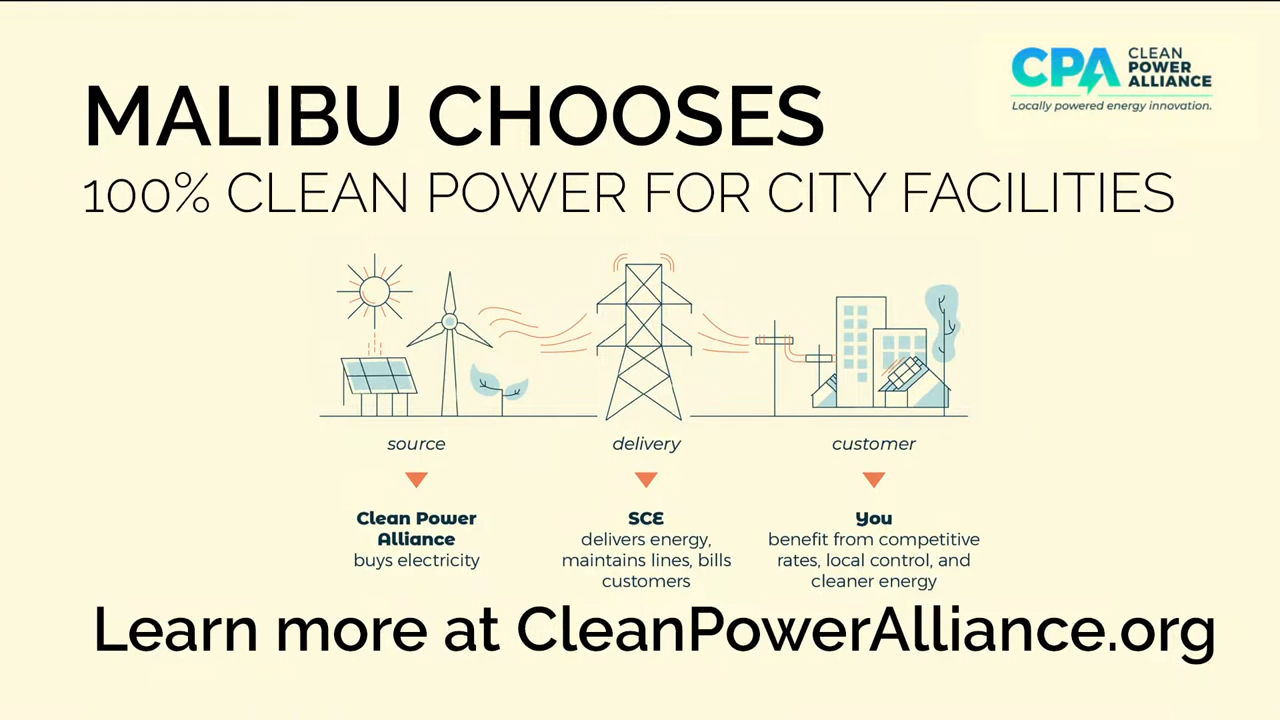 CPA CLEAN
POWER
ALLIANCE
Locally powered energy innovation.
MALIBU CHOOSES
100% CLEAN POWER FOR CITY FACILITIES
source
delivery
customer
Clean Power
Alliance
buys electricity
SCE
delivers energy,
maintains lines, bills
customers
You
benefit from competitive
rates, local control, and
cleaner energy
Learn more at CleanPowerAlliance.org